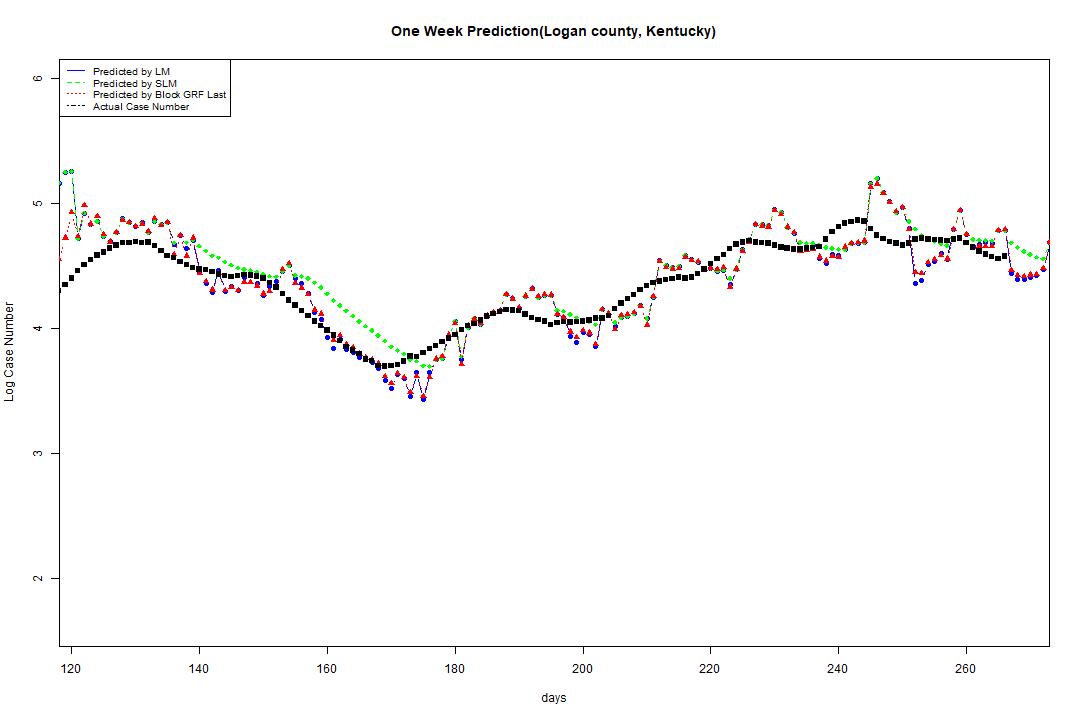 One Week Prediction(Logan county, Kentucky)
Predicted by LM
Predicted by SLM
Predicted by Block GRF Last
Actual Case Number
6
5
4
3
2
Log Case Number
120 140 160 180 200 220 240 260
days